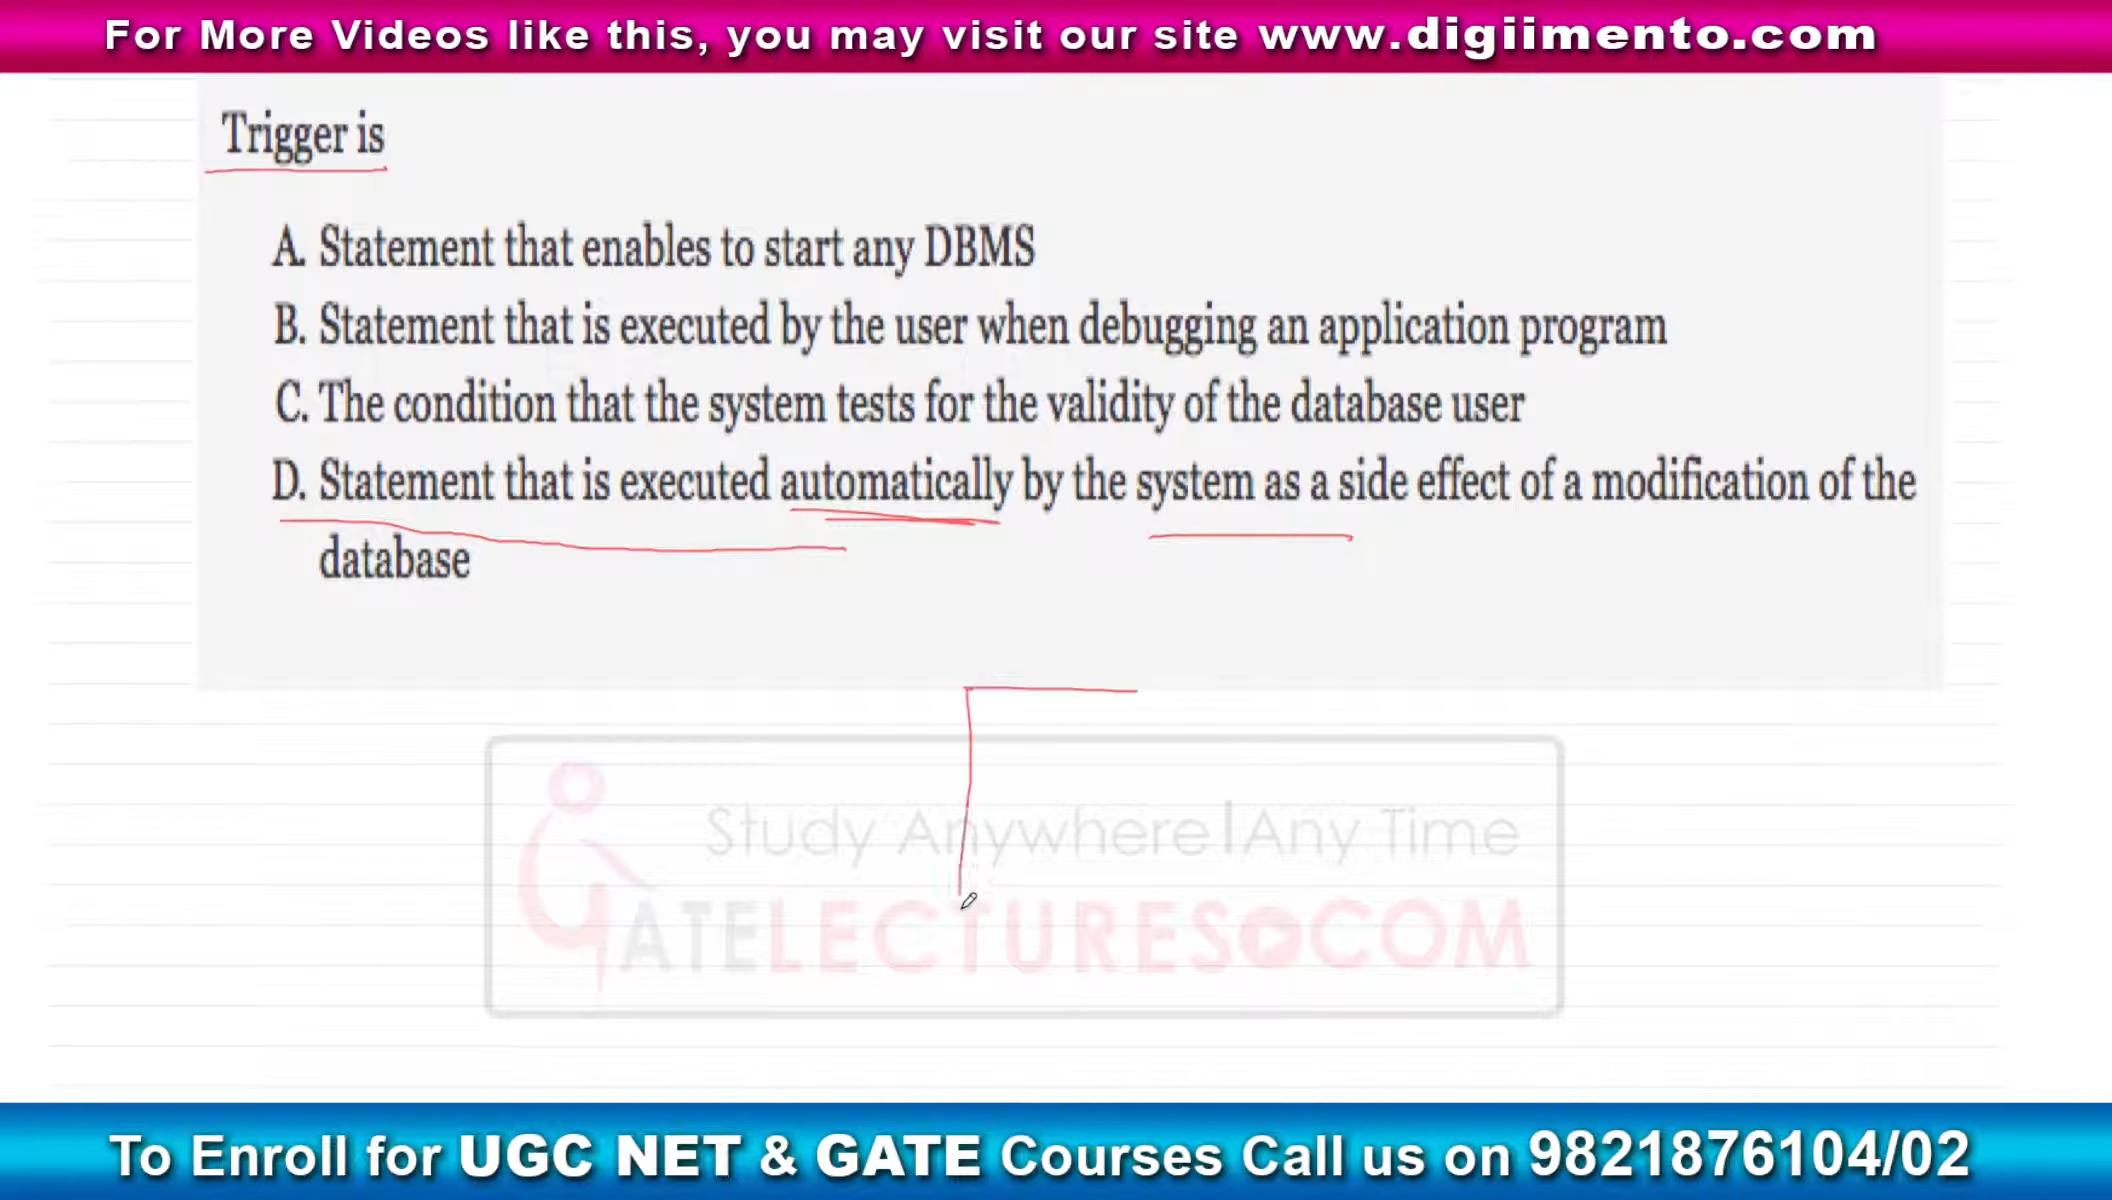 For More Videos like this, you may visit our site www.digiimento.com
Trigger is
A. Statement that enables to start any DBMS
B. Statement that is executed by the user when debugging an application program
C. The condition that the system tests for the validity of the database user
D. Statement that is executed automatically by the system as a side effect of a modification of the
database
Study Anywhere|Any Time
GATELECTURES.COM
To Enroll for UGC NET & GATE Courses Call us on 9821876104/02